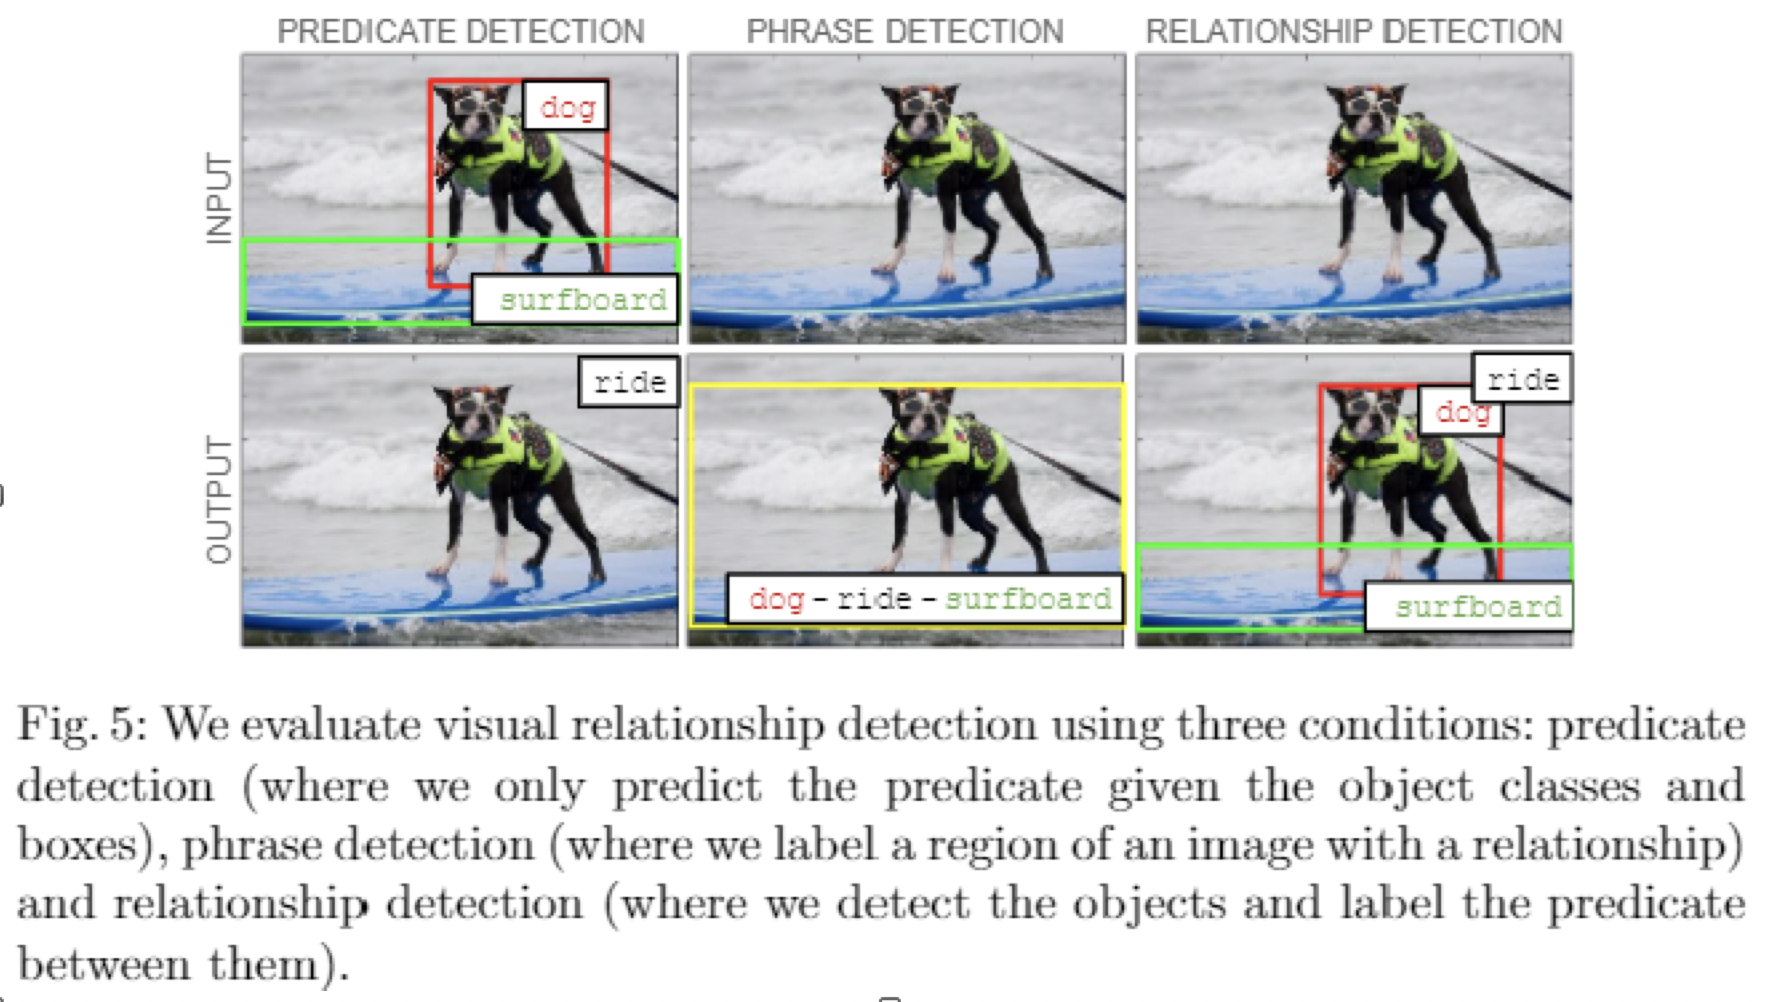 PREDICATE DETECTION PHRASE DETECTION RELATIONSHIP DETECTION
INPUT
dog
surfboard
OUTPUT
ride
dog - ride - surfboard
ride
dog
surfboard
Fig. 5: We evaluate visual relationship detection using three conditions: predicate
detection (where we only predict the predicate given the object classes and
boxes), phrase detection (where we label a region of an image with a relationship)
and relationship detection (where we detect the objects and label the predicate
between them).